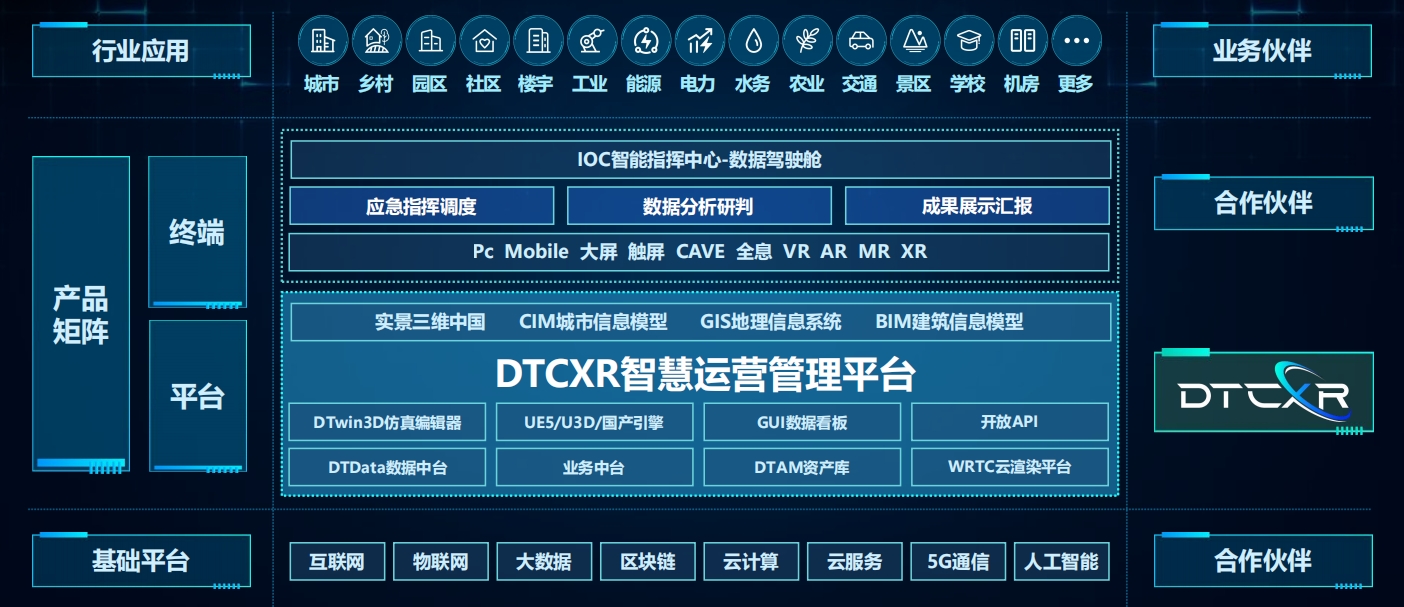 行业应用
城市 乡村 园区 社区 楼宇 工业 能源 电力 水务 农业 交通 景区 学校 机房 更多
业务伙伴
产品
矩阵
终端
平台
IOC智能指挥中心-数据驾驶舱
应急指挥调度 数据分析研判 成果展示汇报
Pc Mobile 大屏 触屏 CAVE 全息 VR AR MR XR
合作伙伴
实景三维中国 CIM城市信息模型 GIS地理信息系统 BIM建筑信息模型
DTCXR智慧运营管理平台
DTwin3D仿真编辑器 UE5/U3D/国产引擎 GUI数据看板 开放API
DTData数据中台 业务中台 DTAM资产库 WRTC云渲染平台
DTCXR
基础平台
互联网 物联网 大数据 区块链 云计算 云服务 5G通信 人工智能
合作伙伴